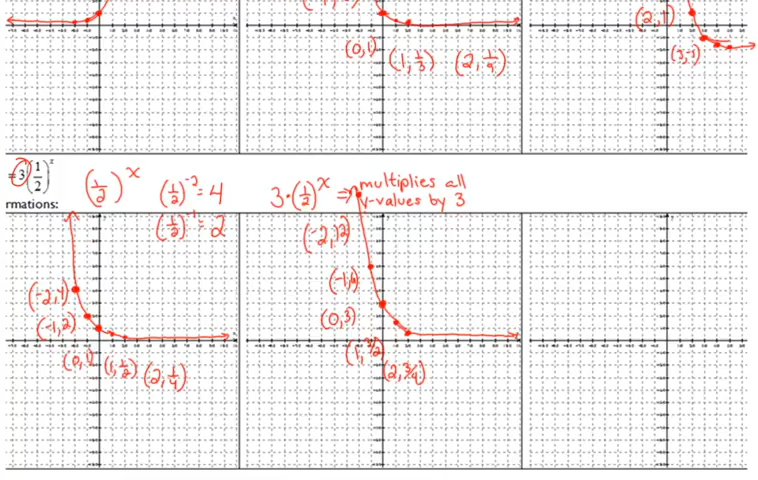 (0,1)
(1, 1/3)
(2, 1/9)
(2,1)
(3,-1)
= 3(1/2)^x
rmations:
(1/2)^x
(1/2)^-2 = 4
(1/2)^-1 = 2
3·(1/2)^x ⇒ multiplies all
y-values by 3
(-2,4)
(-1,2)
(0,1)
(1, 1/2)
(2, 1/4)
(-2,12)
(-1,6)
(0,3)
(1, 3/2)
(2, 3/4)